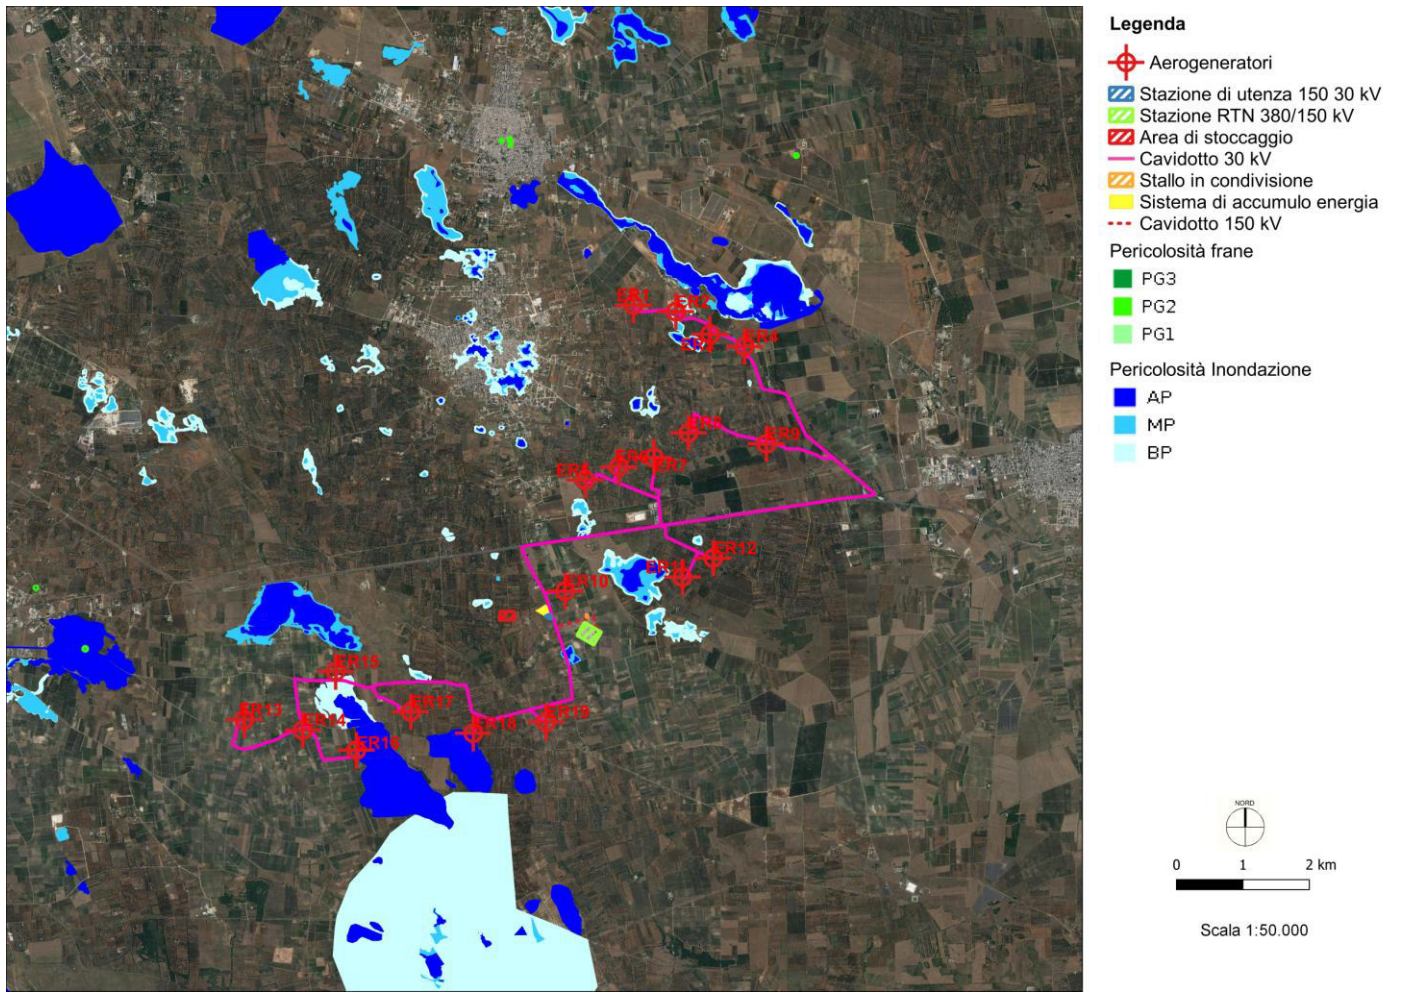 Legenda
Aerogeneratori
Stazione di utenza 150 30 kV
Stazione RTN 380/150 kV
Area di stoccaggio
Cavidotto 30 kV
Stallo in condivisione
Sistema di accumulo energia
Cavidotto 150 kV
Pericolosità frane
PG3
PG2
PG1
Pericolosità Inondazione
AP
MP
BP
ER1
ER2
ER3
ER4
ER8
ER9
ER6
ER7
ER5
ER12
ER11
ER10
ER15
ER17
ER13
ER14
ER18
ER19
ER16
NORD
0 1 2 km
Scala 1:50.000